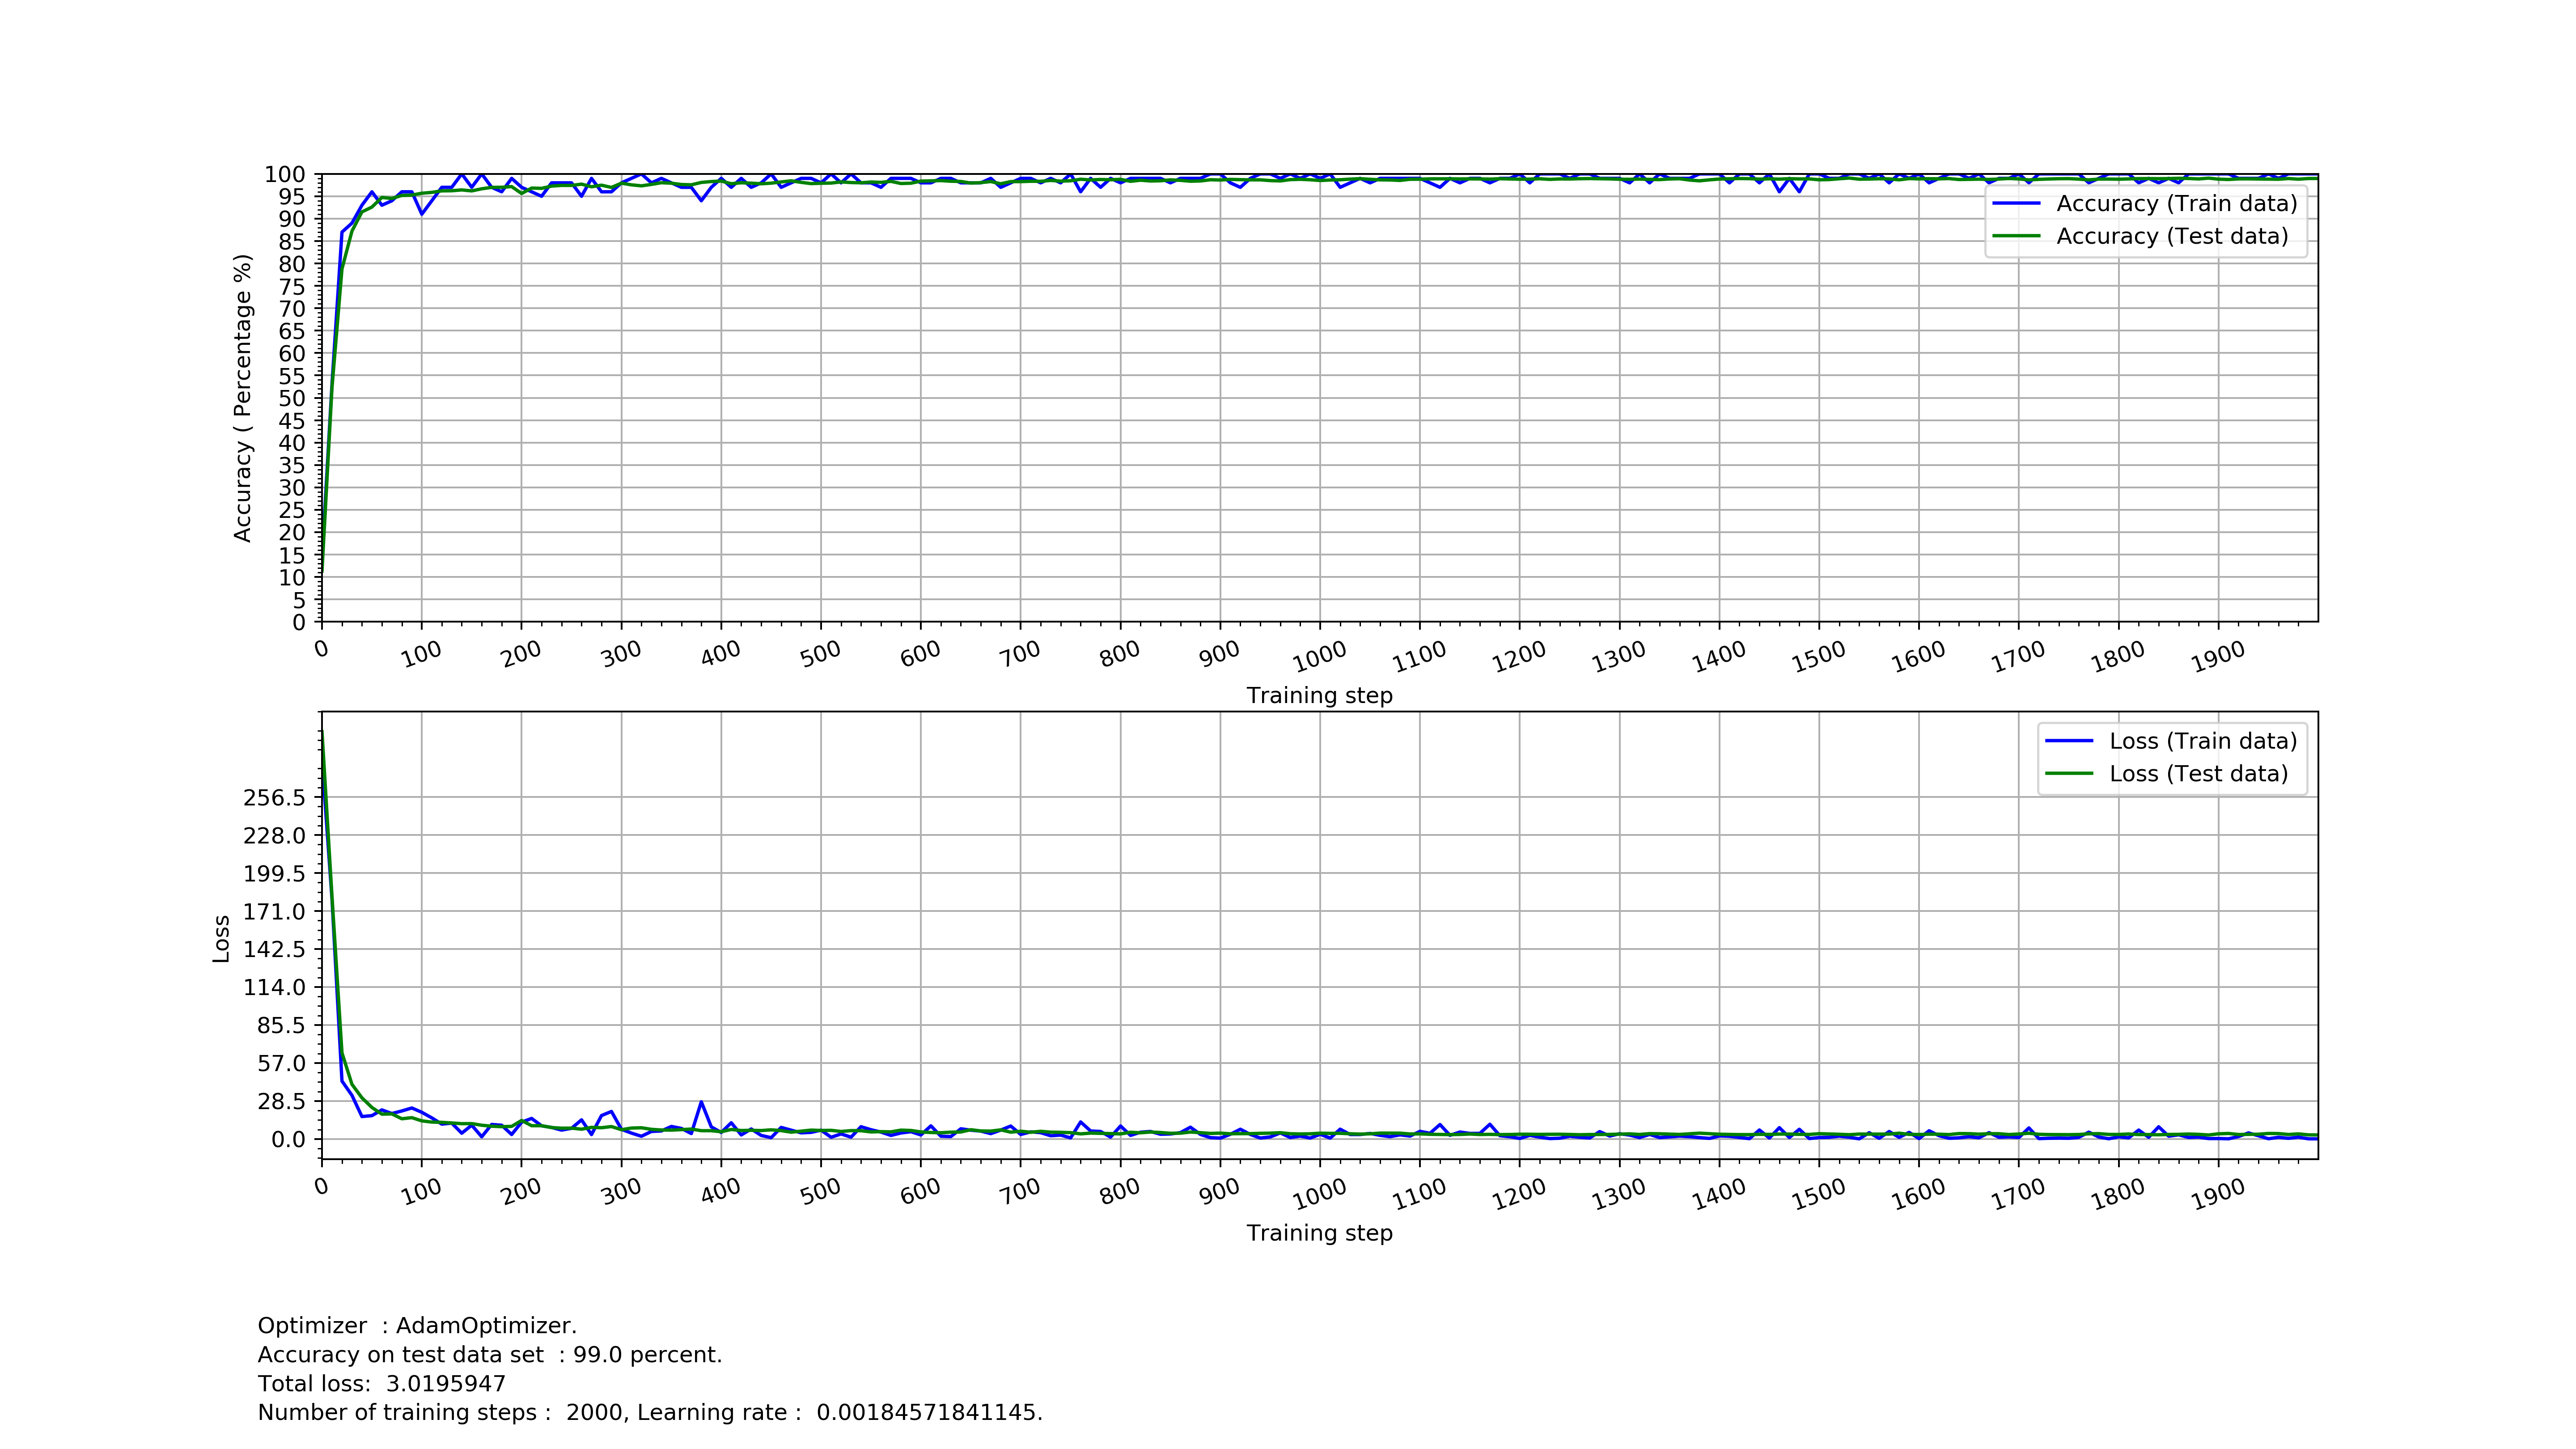 100
95
90
85
80
75
70
65
60
55
50
45
40
35
30
25
20
15
10
5
0
Accuracy ( Percentage %)
Accuracy (Train data)
Accuracy (Test data)
0 100 200 300 400 500 600 700 800 900 1000 1100 1200 1300 1400 1500 1600 1700 1800 1900
Training step
Loss (Train data)
Loss (Test data)
256.5
228.0
199.5
171.0
142.5
114.0
85.5
57.0
28.5
0.0
Loss
0 100 200 300 400 500 600 700 800 900 1000 1100 1200 1300 1400 1500 1600 1700 1800 1900
Training step
Optimizer  : AdamOptimizer.
Accuracy on test data set  : 99.0 percent.
Total loss:  3.0195947
Number of training steps :  2000, Learning rate :  0.00184571841145.